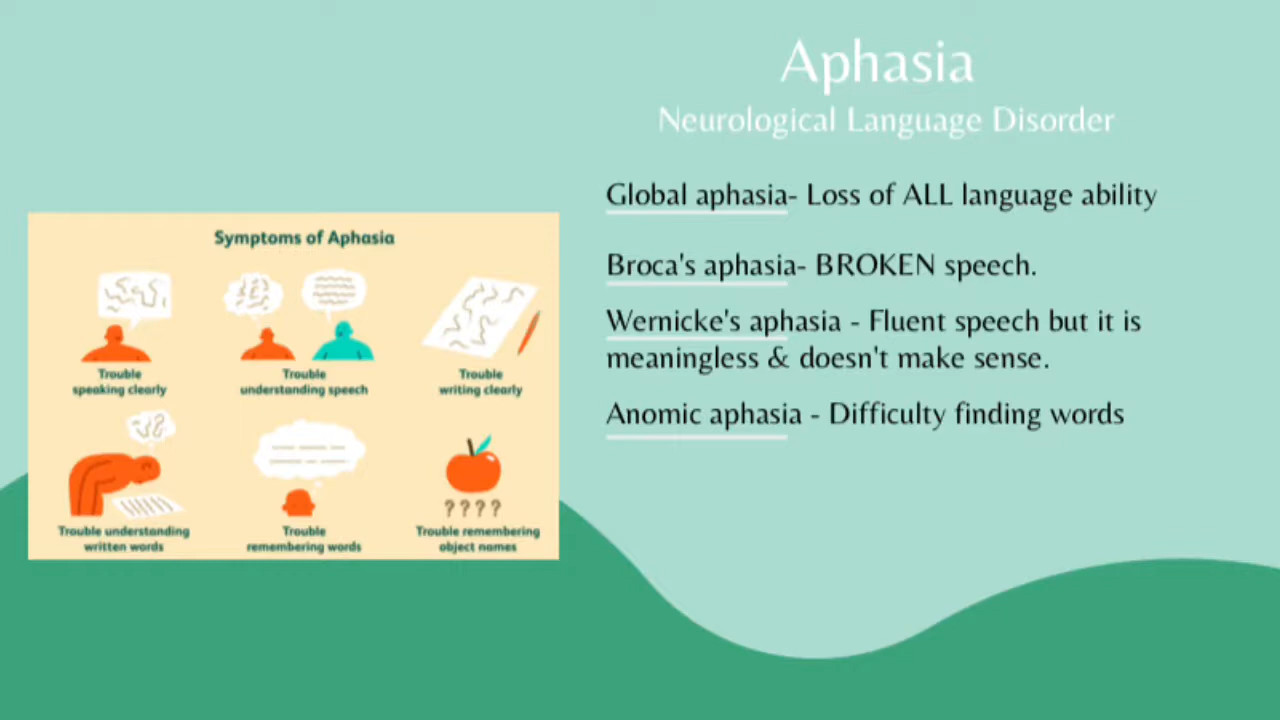 Aphasia
Neurological Language Disorder
Global aphasia- Loss of ALL language ability
Broca's aphasia- BROKEN speech.
Wernicke's aphasia - Fluent speech but it is
meaningless & doesn't make sense.
Anomic aphasia - Difficulty finding words
Symptoms of Aphasia
Trouble
speaking clearly
Trouble
understanding speech
Trouble
writing clearly
Trouble understanding
written words
Trouble
remembering words
????
Trouble remembering
object names